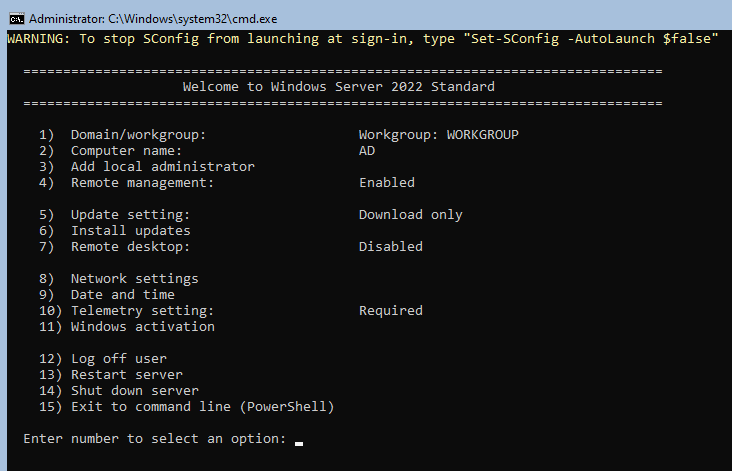 Administrator: C:\Windows\system32\cmd.exe
WARNING: To stop SConfig from launching at sign-in, type "Set-SConfig -AutoLaunch $false"
================================================================================
Welcome to Windows Server 2022 Standard
================================================================================
1) Domain/workgroup: Workgroup: WORKGROUP
2) Computer name: AD
3) Add local administrator
4) Remote management: Enabled
5) Update setting: Download only
6) Install updates
7) Remote desktop: Disabled
8) Network settings
9) Date and time
10) Telemetry setting: Required
11) Windows activation
12) Log off user
13) Restart server
14) Shut down server
15) Exit to command line (PowerShell)
Enter number to select an option: _